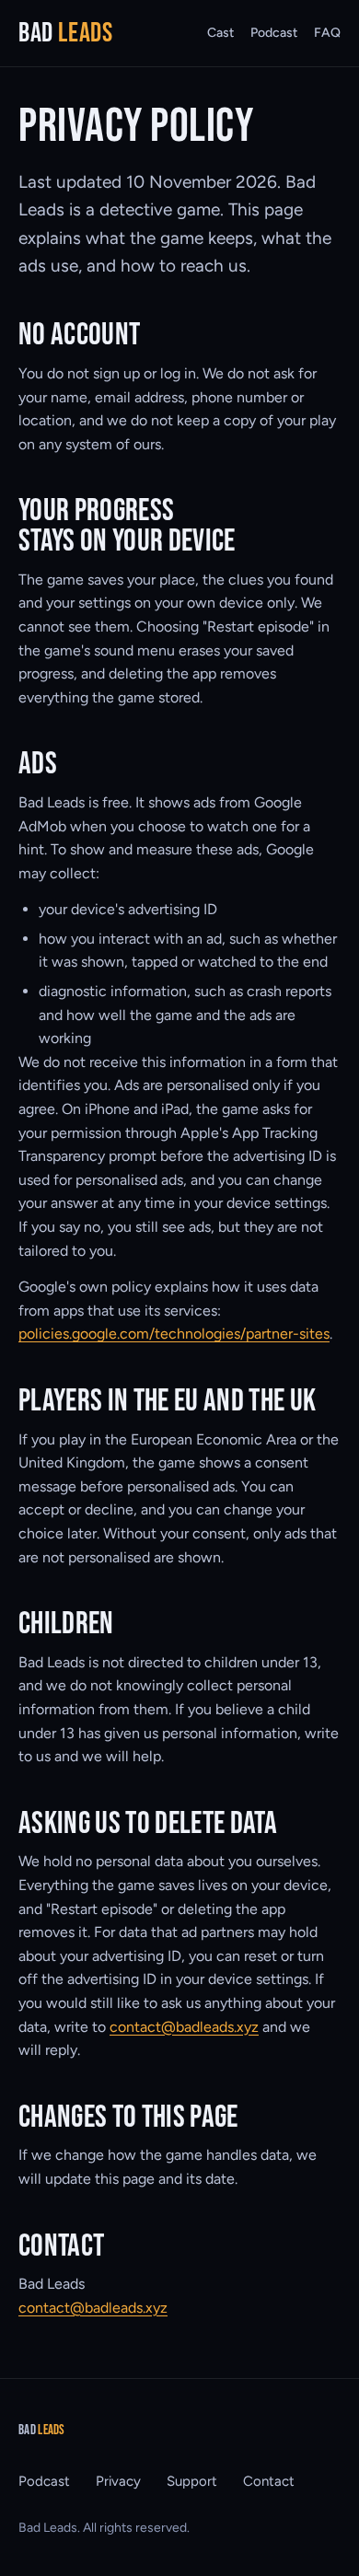 BAD LEADS
Cast Podcast FAQ
PRIVACY POLICY
Last updated 10 November 2026. Bad
Leads is a detective game. This page
explains what the game keeps, what the
ads use, and how to reach us.
NO ACCOUNT
You do not sign up or log in. We do not ask for
your name, email address, phone number or
location, and we do not keep a copy of your play
on any system of ours.
YOUR PROGRESS
STAYS ON YOUR DEVICE
The game saves your place, the clues you found
and your settings on your own device only. We
cannot see them. Choosing "Restart episode" in
the game's sound menu erases your saved
progress, and deleting the app removes
everything the game stored.
ADS
Bad Leads is free. It shows ads from Google
AdMob when you choose to watch one for a
hint. To show and measure these ads, Google
may collect:
• your device's advertising ID
• how you interact with an ad, such as whether
it was shown, tapped or watched to the end
• diagnostic information, such as crash reports
and how well the game and the ads are
working
We do not receive this information in a form that
identifies you. Ads are personalised only if you
agree. On iPhone and iPad, the game asks for
your permission through Apple's App Tracking
Transparency prompt before the advertising ID is
used for personalised ads, and you can change
your answer at any time in your device settings.
If you say no, you still see ads, but they are not
tailored to you.
Google's own policy explains how it uses data
from apps that use its services:
policies.google.com/technologies/partner-sites.
PLAYERS IN THE EU AND THE UK
If you play in the European Economic Area or the
United Kingdom, the game shows a consent
message before personalised ads. You can
accept or decline, and you can change your
choice later. Without your consent, only ads that
are not personalised are shown.
CHILDREN
Bad Leads is not directed to children under 13,
and we do not knowingly collect personal
information from them. If you believe a child
under 13 has given us personal information, write
to us and we will help.
ASKING US TO DELETE DATA
We hold no personal data about you ourselves.
Everything the game saves lives on your device,
and "Restart episode" or deleting the app
removes it. For data that ad partners may hold
about your advertising ID, you can reset or turn
off the advertising ID in your device settings. If
you would still like to ask us anything about your
data, write to contact@badleads.xyz and we
will reply.
CHANGES TO THIS PAGE
If we change how the game handles data, we
will update this page and its date.
CONTACT
Bad Leads
contact@badleads.xyz
BAD LEADS
Podcast Privacy Support Contact
Bad Leads. All rights reserved.